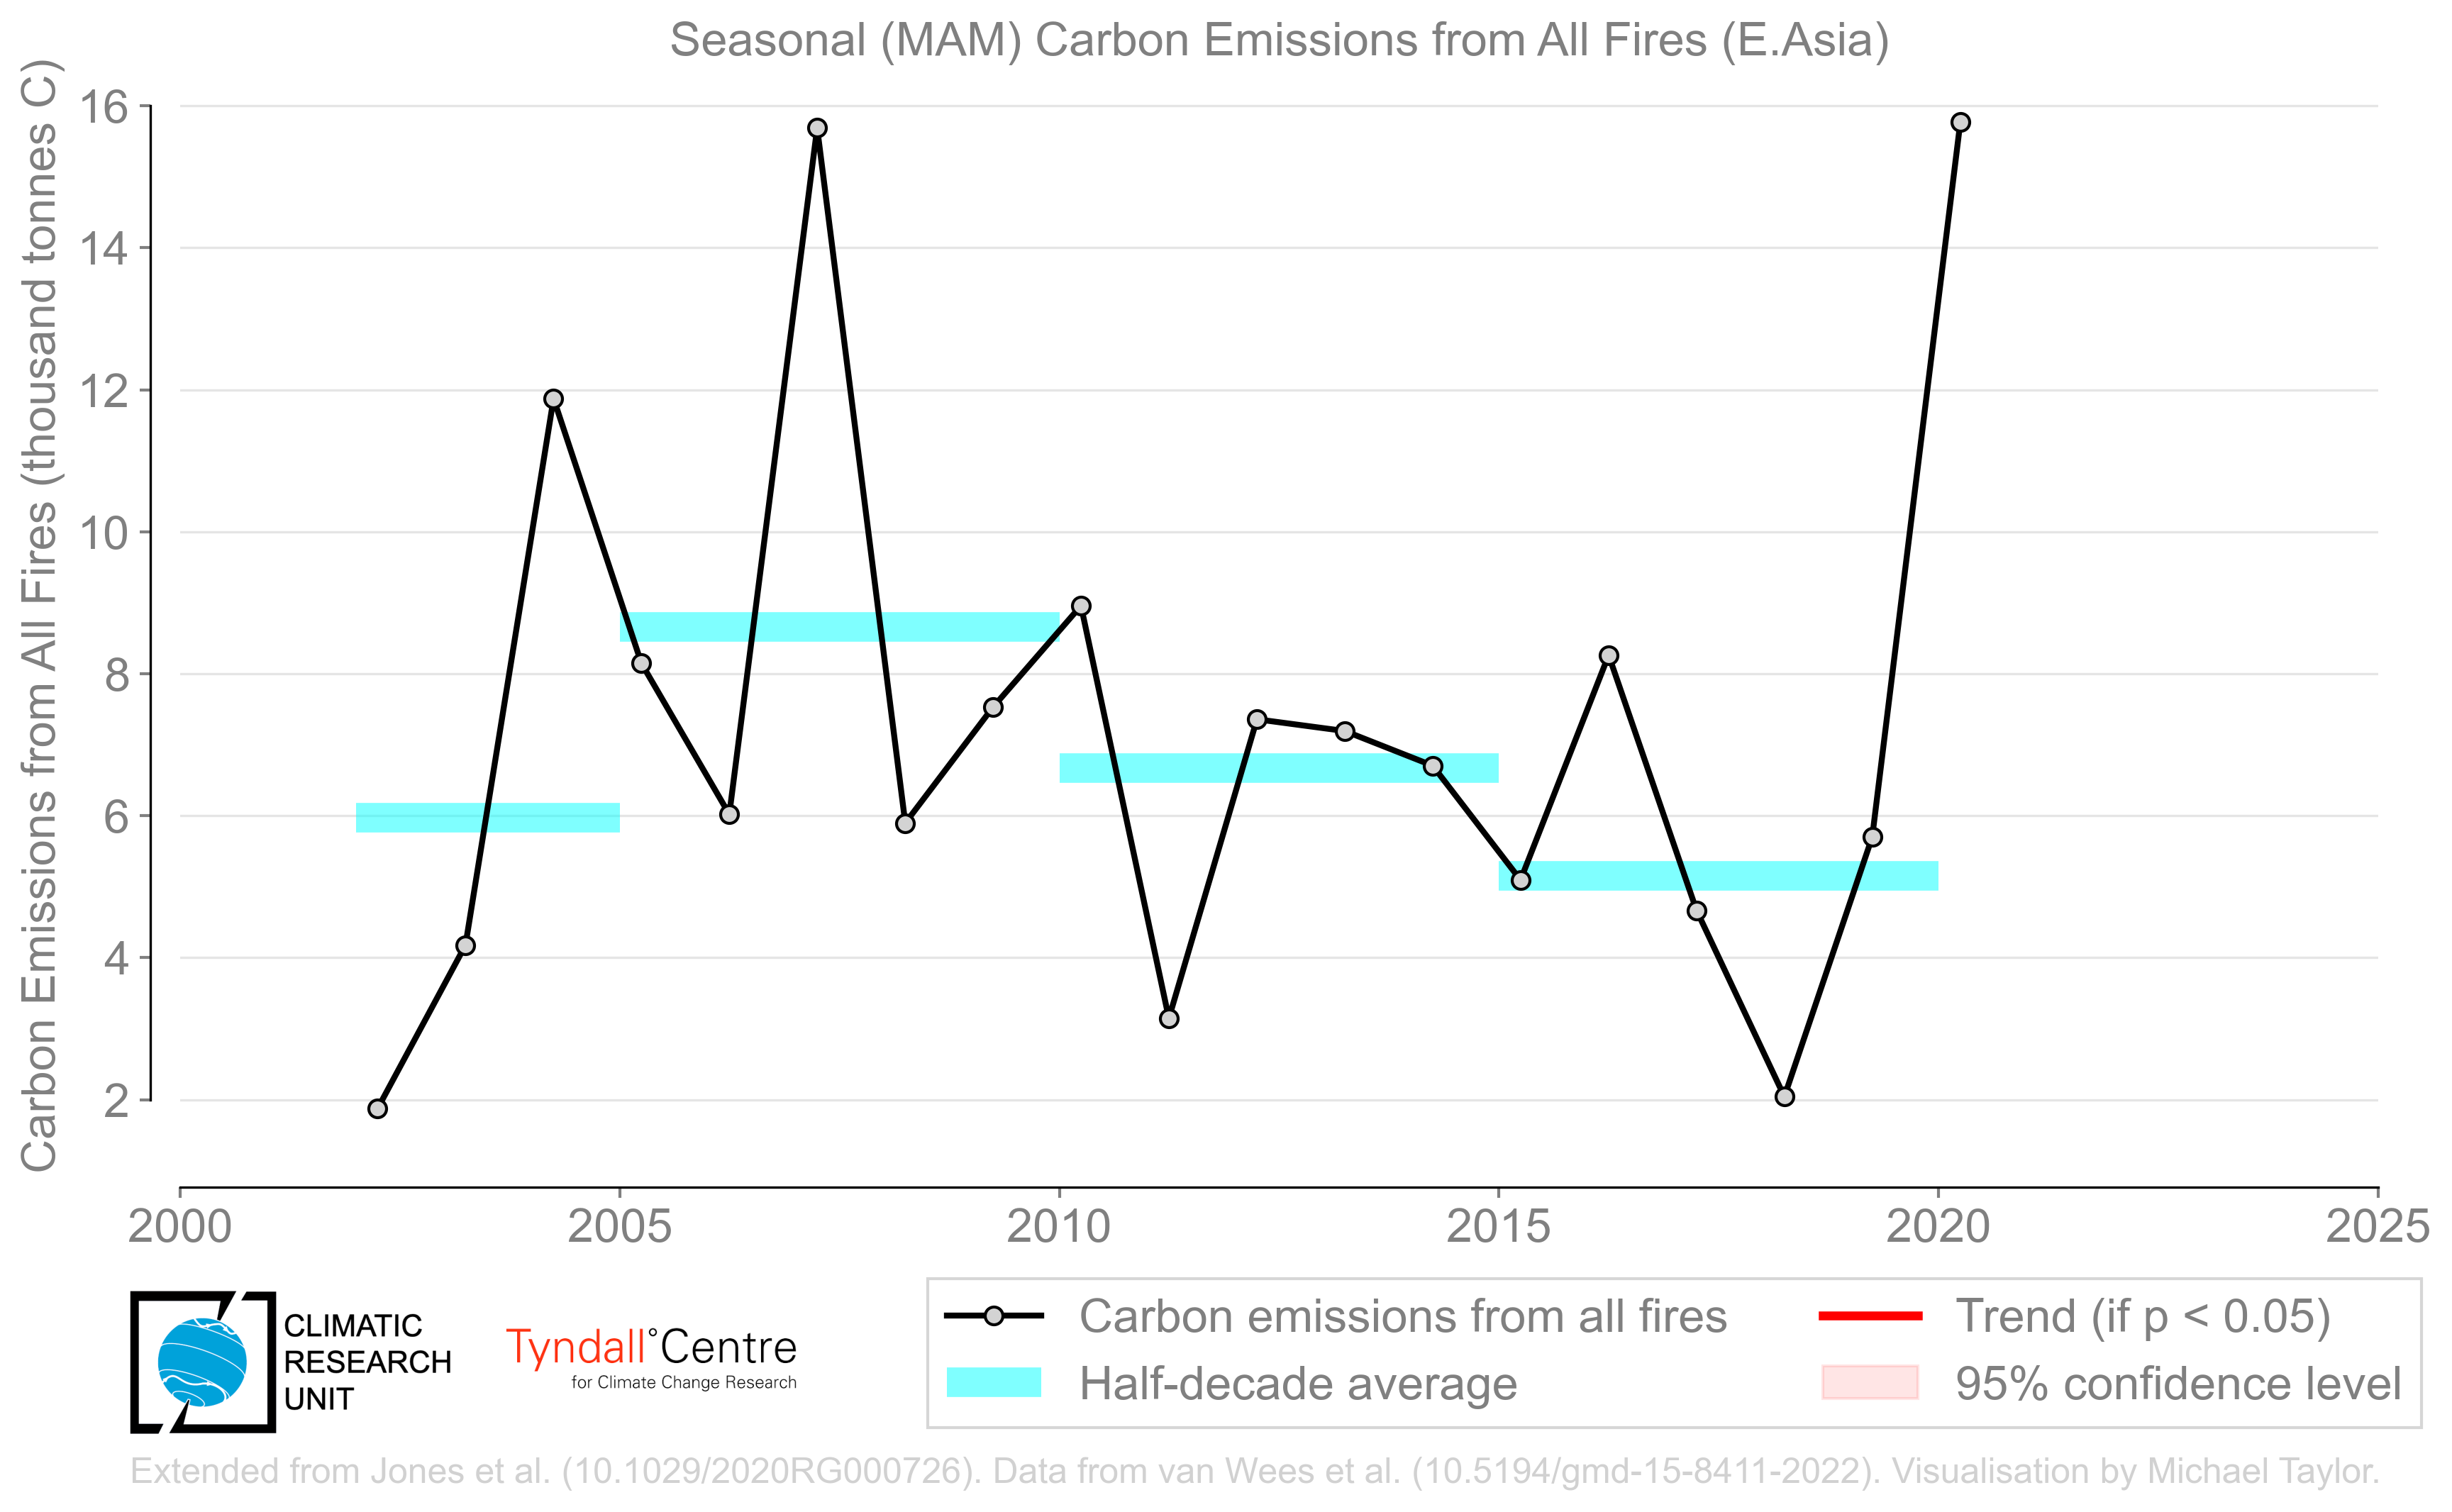 Seasonal (MAM) Carbon Emissions from All Fires (E.Asia)
Carbon Emissions from All Fires (thousand tonnes C)
16
14
12
10
8
6
4
2
2000
2005
2010
2015
2020
2025
CLIMATIC
RESEARCH
UNIT
Tyndall°Centre
for Climate Change Research
Carbon emissions from all fires
Half-decade average
Trend (if p < 0.05)
95% confidence level
Extended from Jones et al. (10.1029/2020RG000726). Data from van Wees et al. (10.5194/gmd-15-8411-2022). Visualisation by Michael Taylor.